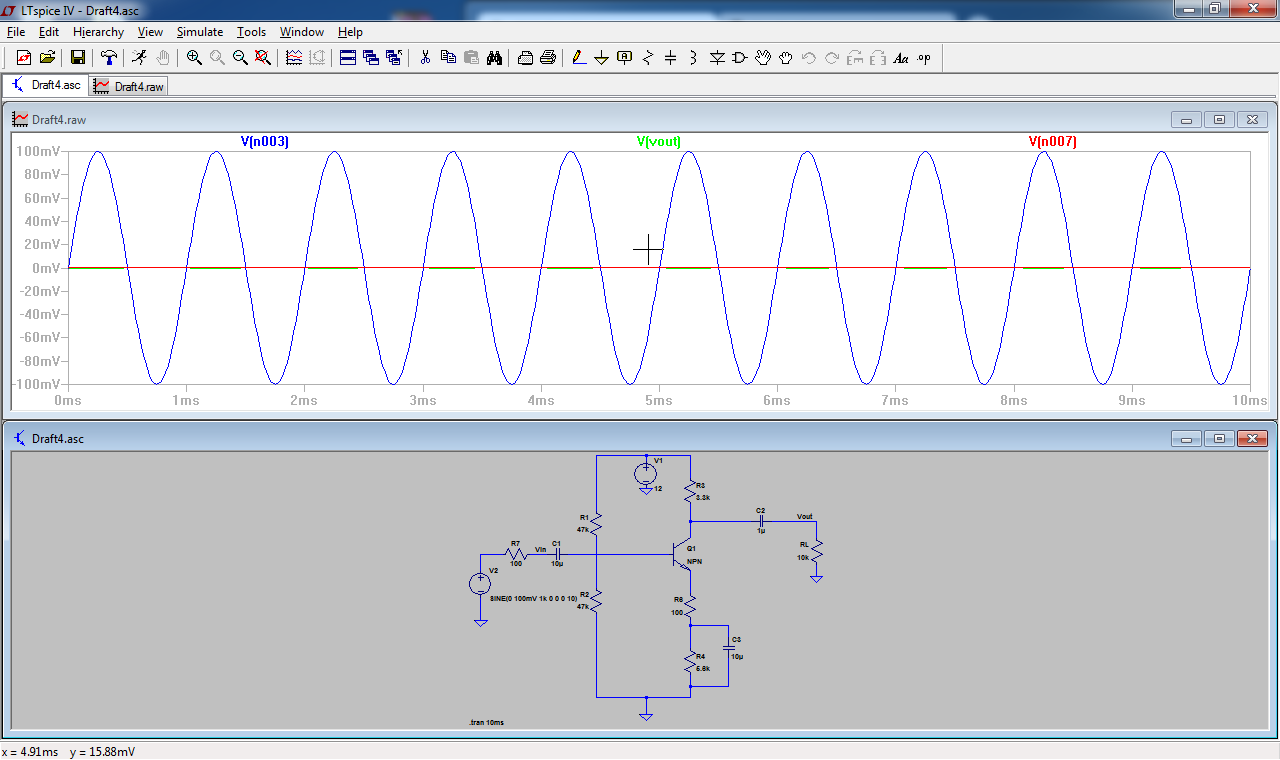 LTspice IV - Draft4.asc
File Edit Hierarchy View Simulate Tools Window Help
Aa .op
Draft4.asc Draft4.raw
Draft4.raw
V(n003) V(vout) V(n007)
100mV
80mV
60mV
40mV
20mV
0mV
-20mV
-40mV
-60mV
-80mV
-100mV
0ms 1ms 2ms 3ms 4ms 5ms 6ms 7ms 8ms 9ms 10ms
Draft4.asc
V1
12
R3
3.3k
R1
47k
C2
1µ
Vout
RL
10k
R7
100
Vin
C1
10µ
Q1
NPN
V2
SINE(0 100mV 1k 0 0 0 10)
R2
47k
R6
100
C3
10µ
R4
5.6k
.tran 10ms
x = 4.91ms y = 15.88mV